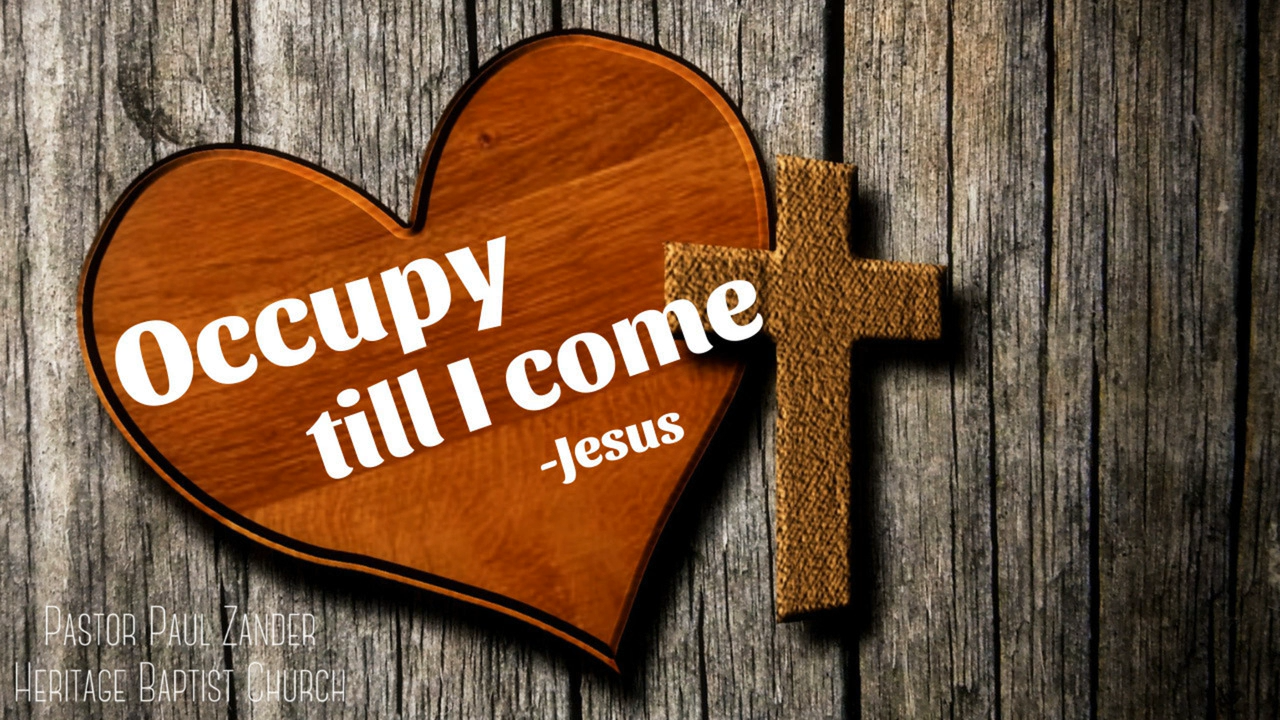 Occupy
till I come
-Jesus
Pastor Paul Zander
Heritage Baptist Church